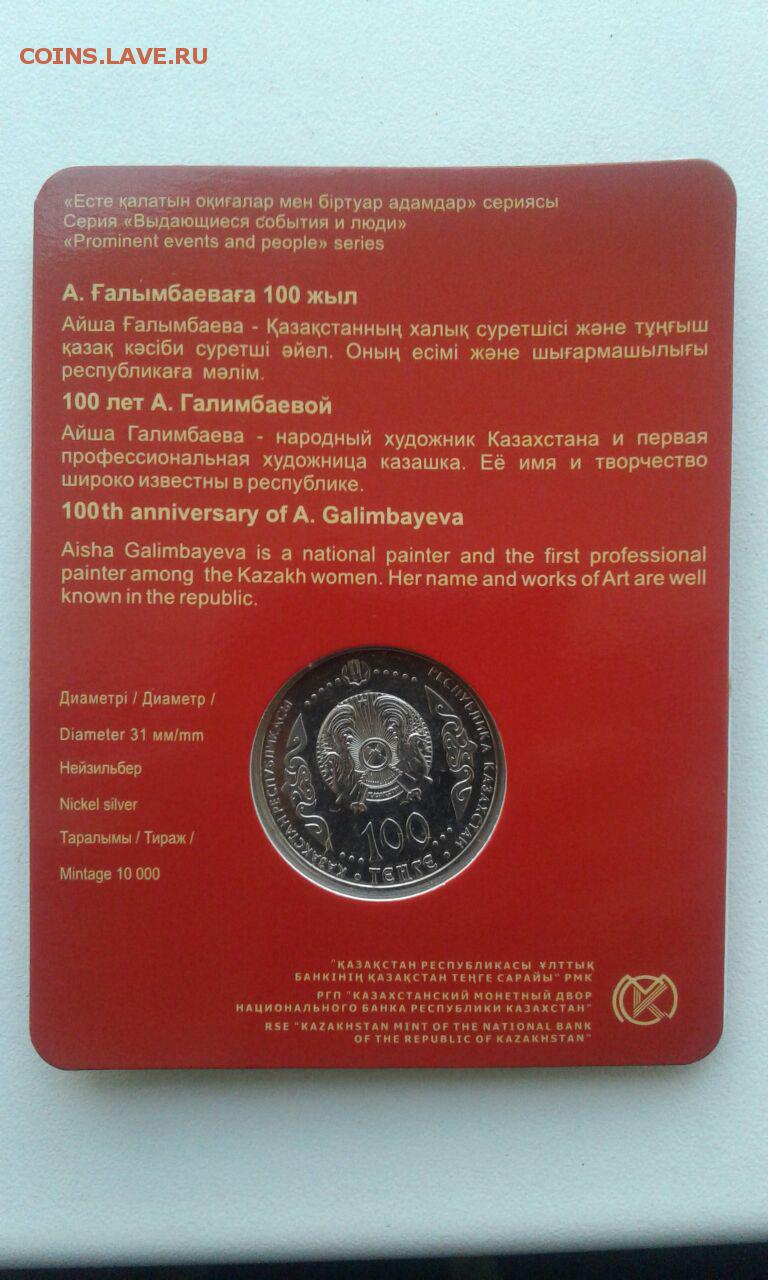 COINS.LAVE.RU
«Есте қалатын оқиғалар мен біртуар адамдар» сериясы
Серия «Выдающиеся события и люди»
«Prominent events and people» series
А. Ғалымбаеваға 100 жыл
Айша Ғалымбаева - Қазақстанның халық суретшісі және тұңғыш
қазақ кәсіби суретші әйел. Оның есімі және шығармашылығы
республикаға мәлім.
100 лет А. Галимбаевой
Айша Галимбаева - народный художник Казахстана и первая
профессиональная художница казашка. Её имя и творчество
широко известны в республике.
100th anniversary of A. Galimbayeva
Aisha Galimbayeva is a national painter and the first professional
painter among the Kazakh women. Her name and works of Art are well
known in the republic.
Диаметрі / Диаметр /
Diameter 31 мм/mm
Нейзильбер
Nickel silver
Таралымы / Тираж /
Mintage 10 000
ҚАЗАҚСТАН РЕСПУБЛИКАСЫ
РЕСПУБЛИКА КАЗАХСТАН
100
ТЕҢГЕ
"ҚАЗАҚСТАН РЕСПУБЛИКАСЫ ҰЛТТЫҚ
БАНКІНІҢ ҚАЗАҚСТАН ТЕҢГЕ САРАЙЫ" РМК
РГП "КАЗАХСТАНСКИЙ МОНЕТНЫЙ ДВОР
НАЦИОНАЛЬНОГО БАНКА РЕСПУБЛИКИ КАЗАХСТАН"
RSE "KAZAKHSTAN MINT OF THE NATIONAL BANK
OF THE REPUBLIC OF KAZAKHSTAN"